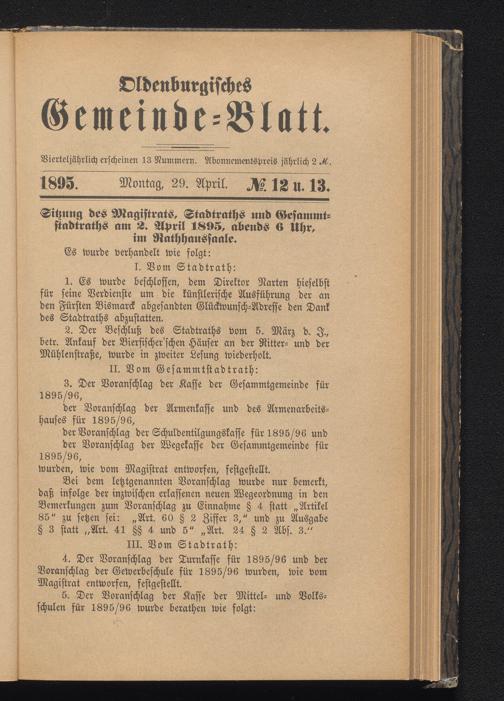 Oldenburgisches
Gemeinde-Blatt.
Vierteljährlich erscheinen 13 Nummern. Abonnementspreis jährlich 2 ℳ.
1895. Montag, 29. April. №. 12 u. 13.
Sitzung des Magistrats, Stadtraths und Gesammt-
stadtraths am 2. April 1895, abends 6 Uhr,
im Rathhaussaale.
Es wurde verhandelt wie folgt:
I. Vom Stadtrath:
1. Es wurde beschlossen, dem Direktor Narten hieselbst
für seine Verdienste um die künstlerische Ausführung der an
den Fürsten Bismarck abgesandten Glückwunsch-Adresse den Dank
des Stadtraths abzustatten.
2. Der Beschluß des Stadtraths vom 5. März d. J.,
betr. Ankauf der Bierfischer'schen Häuser an der Ritter- und der
Mühlenstraße, wurde in zweiter Lesung wiederholt.
II. Vom Gesammtstadtrath:
3. Der Voranschlag der Kasse der Gesammtgemeinde für
1895/96,
der Voranschlag der Armenkasse und des Armenarbeits-
hauses für 1895/96,
der Voranschlag der Schuldentilgungskasse für 1895/96 und
der Voranschlag der Wegekasse der Gesammtgemeinde für
1895/96,
wurden, wie vom Magistrat entworfen, festgestellt.
Bei dem letztgenannten Voranschlag wurde nur bemerkt,
daß infolge der inzwischen erlassenen neuen Wegeordnung in den
Bemerkungen zum Voranschlag zu Einnahme § 4 statt „Artikel
85“ zu setzen sei: „Art. 60 § 2 Ziffer 3,“ und zu Ausgabe
§ 3 statt „Art. 41 §§ 4 und 5“ „Art. 24 § 2 Abs. 3.“
III. Vom Stadtrath:
4. Der Voranschlag der Turnkasse für 1895/96 und der
Voranschlag der Gewerbeschule für 1895/96 wurden, wie vom
Magistrat entworfen, festgestellt.
5. Der Voranschlag der Kasse der Mittel- und Volks-
schulen für 1895/96 wurde berathen wie folgt: